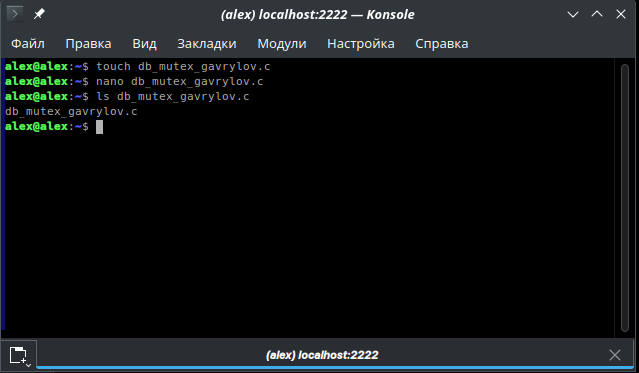 (alex) localhost:2222 — Konsole
Файл Правка Вид Закладки Модули Настройка Справка
alex@alex:~$ touch db_mutex_gavrylov.c
alex@alex:~$ nano db_mutex_gavrylov.c
alex@alex:~$ ls db_mutex_gavrylov.c
db_mutex_gavrylov.c
alex@alex:~$
(alex) localhost:2222